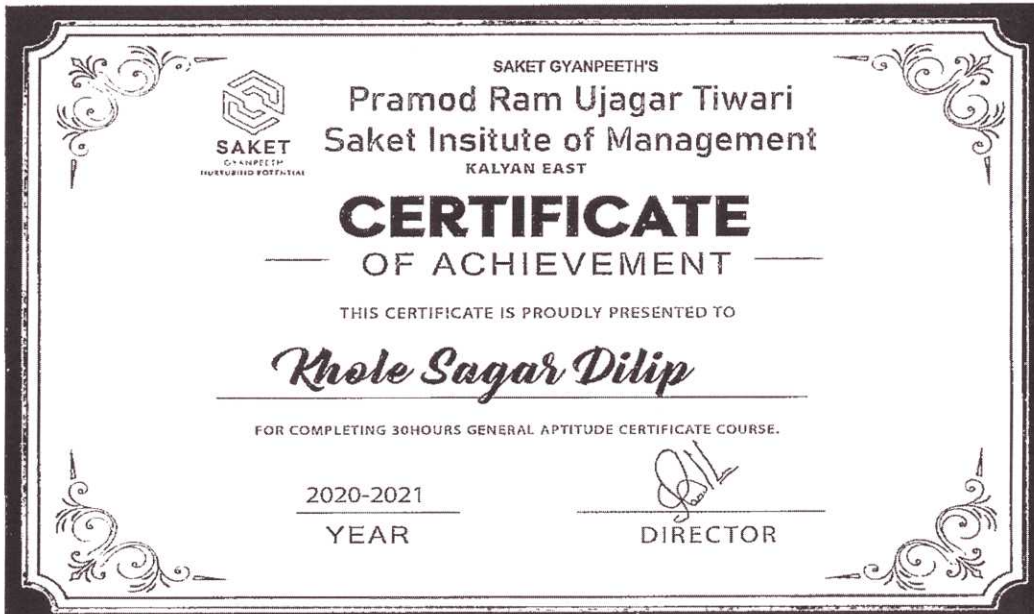 SAKET GYANPEETH'S
Pramod Ram Ujagar Tiwari
Saket Insitute of Management
KALYAN EAST
SAKET
GYANPEETH
NURTURING POTENTIAL
CERTIFICATE
OF ACHIEVEMENT
THIS CERTIFICATE IS PROUDLY PRESENTED TO
Khole Sagar Dilip
FOR COMPLETING 30HOURS GENERAL APTITUDE CERTIFICATE COURSE.
2020-2021
YEAR
DIRECTOR